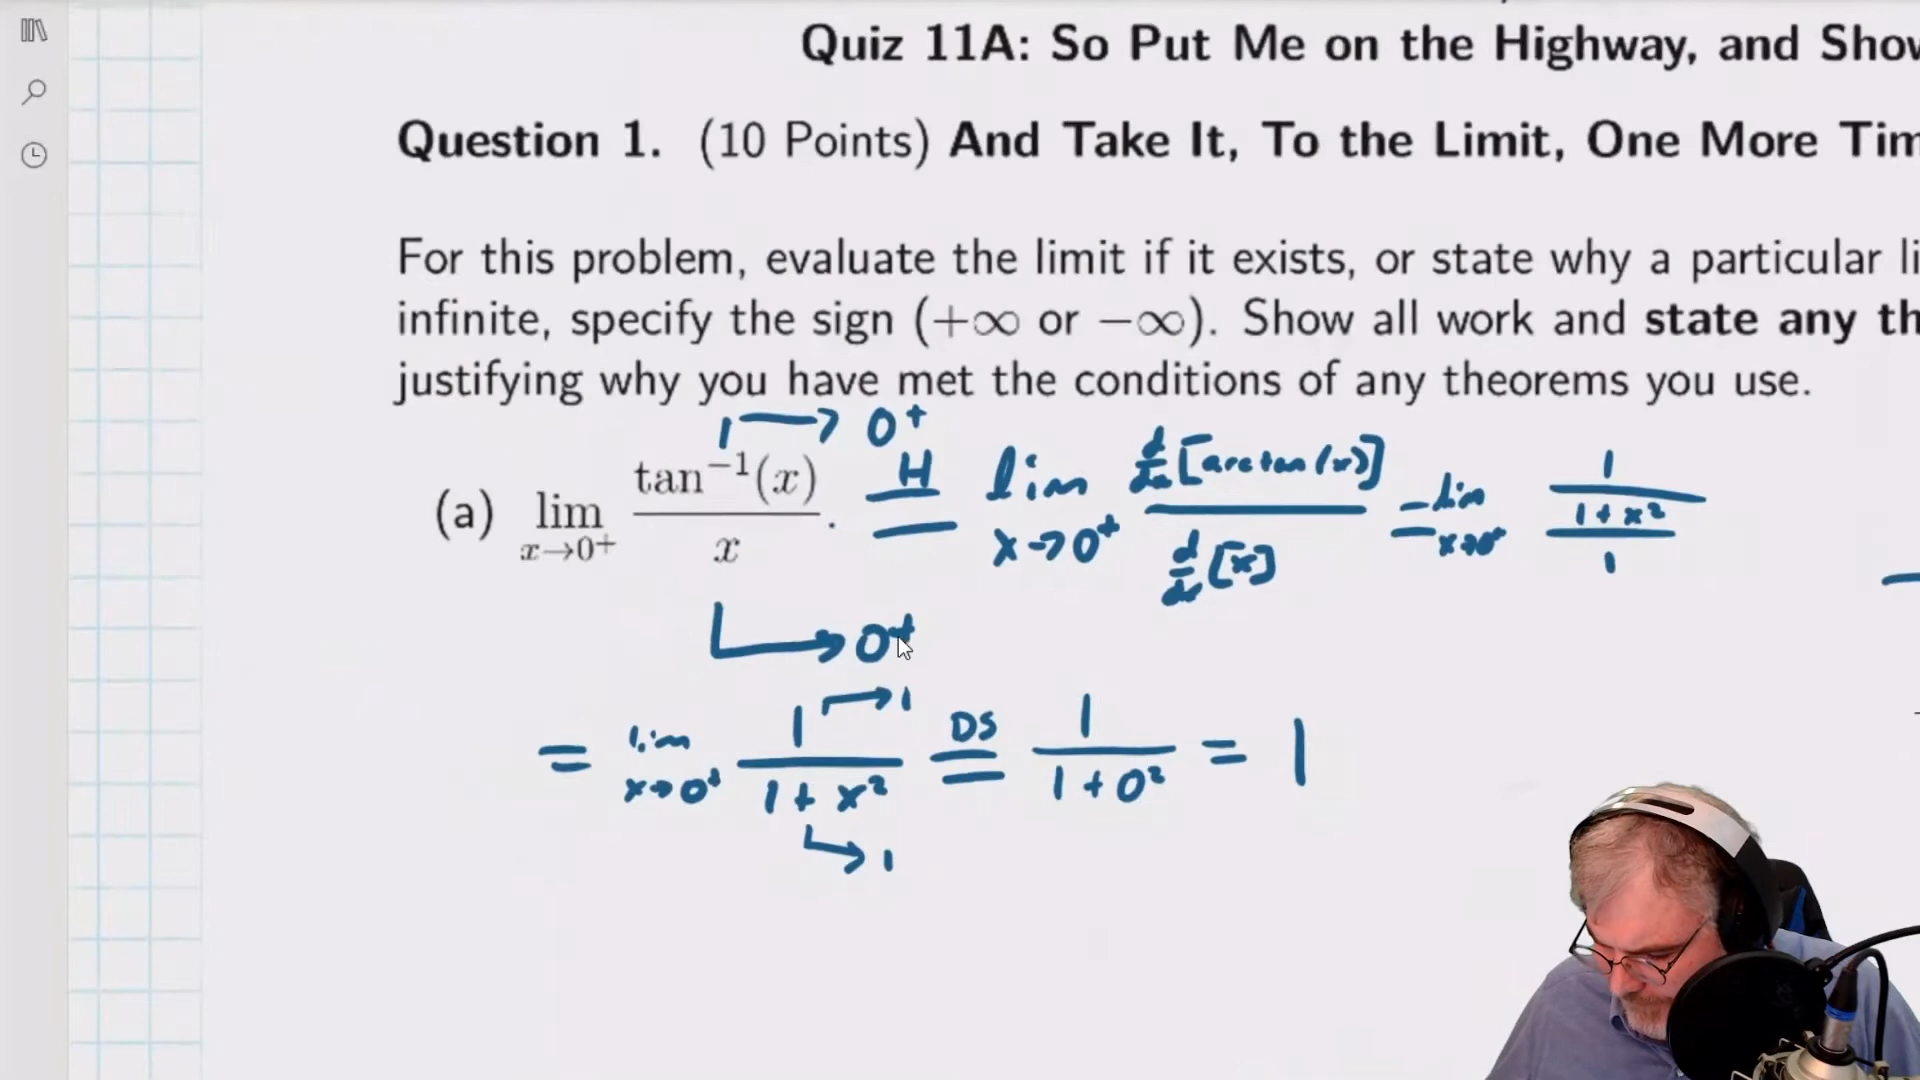 Quiz 11A: So Put Me on the Highway, and Show
Question 1. (10 Points) And Take It, To the Limit, One More Tim
For this problem, evaluate the limit if it exists, or state why a particular li
infinite, specify the sign (+∞ or −∞). Show all work and state any th
justifying why you have met the conditions of any theorems you use.
→ 0⁺
(a) lim x→0⁺ tan⁻¹(x) / x . H = lim x→0⁺ d/dx [arctan(x)] / d/dx [x] = lim x→0⁺ 1 / 1+x² / 1
→ 0⁺
= lim x→0⁺ 1 → 1 / 1+x² → 1 DS = 1 / 1+0² = 1